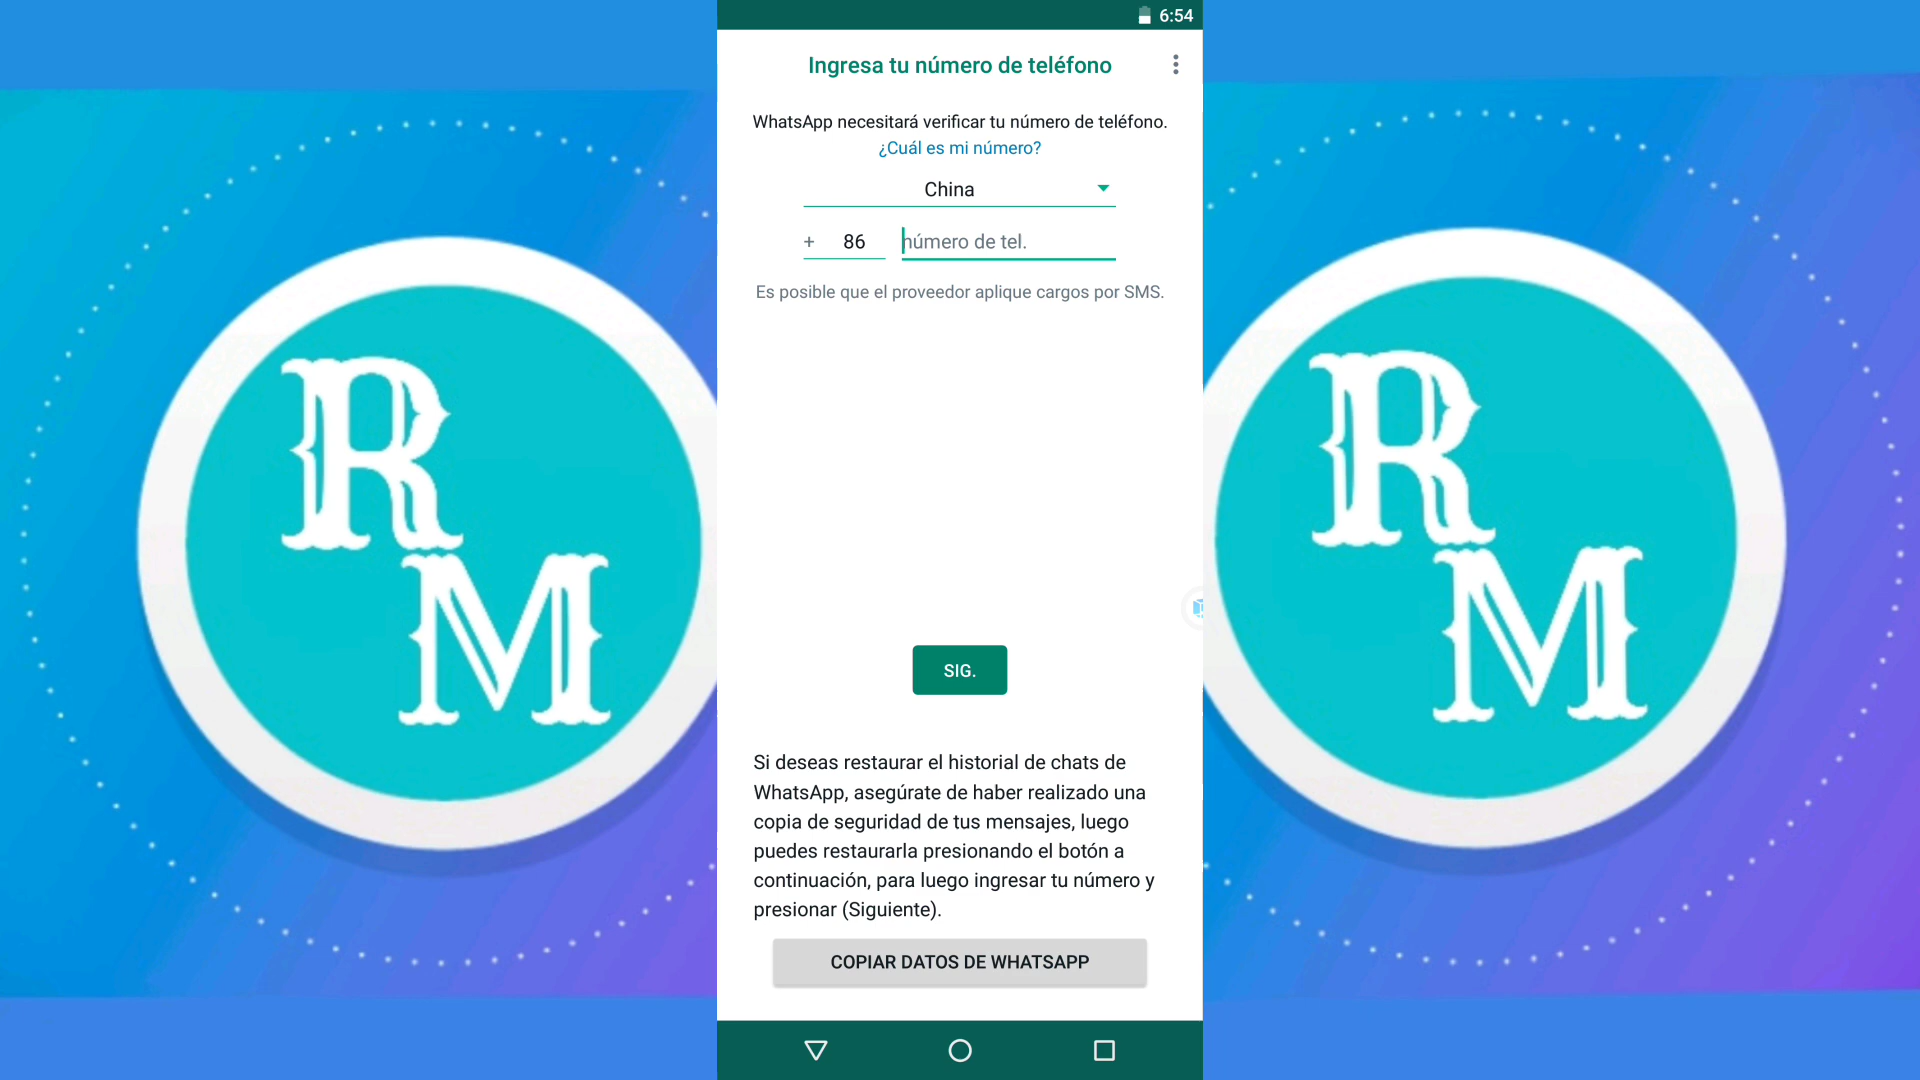 6:54
Ingresa tu número de teléfono
WhatsApp necesitará verificar tu número de teléfono.
¿Cuál es mi número?
China
+ 86 número de tel.
Es posible que el proveedor aplique cargos por SMS.
R
M
R
M
SIG.
Si deseas restaurar el historial de chats de
WhatsApp, asegúrate de haber realizado una
copia de seguridad de tus mensajes, luego
puedes restaurarla presionando el botón a
continuación, para luego ingresar tu número y
presionar (Siguiente).
COPIAR DATOS DE WHATSAPP